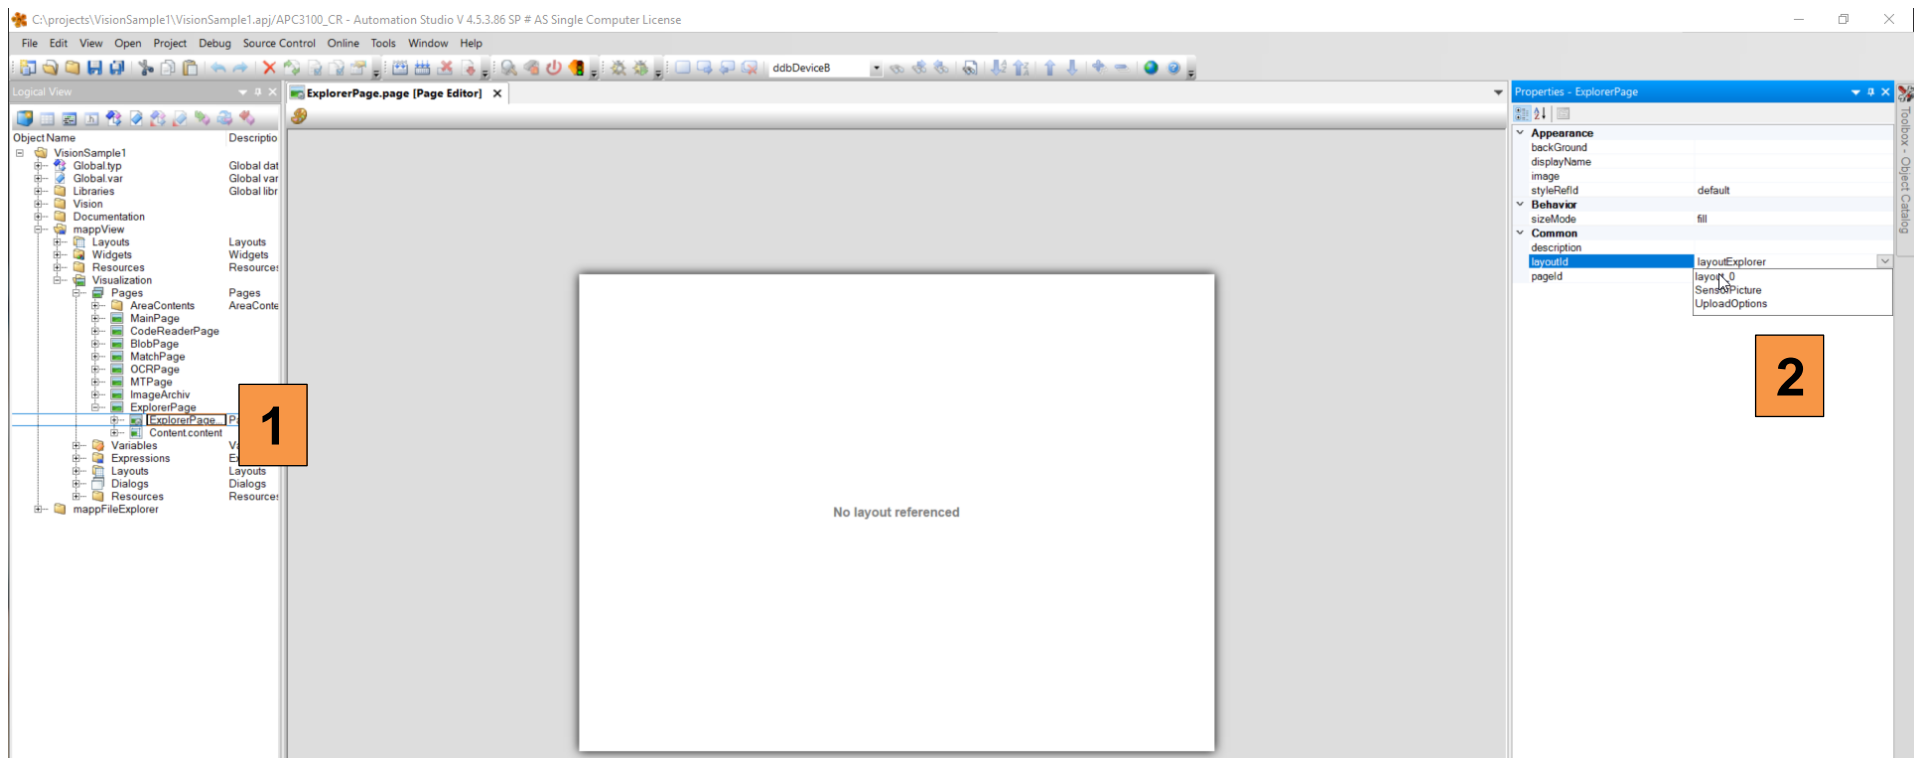 C:\projects\VisionSample1\VisionSample1.apj/APC3100_CR - Automation Studio V 4.5.3.86 SP # AS Single Computer License
File Edit View Open Project Debug Source Control Online Tools Window Help
ddbDeviceB
Logical View
ExplorerPage.page [Page Editor]
Properties - ExplorerPage
Object Name Descriptio
VisionSample1
Global.typ Global dat
Global.var Global var
Libraries Global libr
Vision
Documentation
mappView
Layouts Layouts
Widgets Widgets
Resources Resource
Visualization
Pages Pages
AreaContents AreaConte
MainPage
CodeReaderPage
BlobPage
MatchPage
OCRPage
MTPage
ImageArchiv
ExplorerPage
ExplorerPage... P
Content.content
Variables V
Expressions E
Layouts Layouts
Dialogs Dialogs
Resources Resource
mappFileExplorer
1
No layout referenced
Appearance
backGround
displayName
image
styleRefId default
Behavior
sizeMode fill
Common
description
layoutId layoutExplorer
pageId
layout_0
SensorPicture
UploadOptions
2
Toolbox - Object Catalog